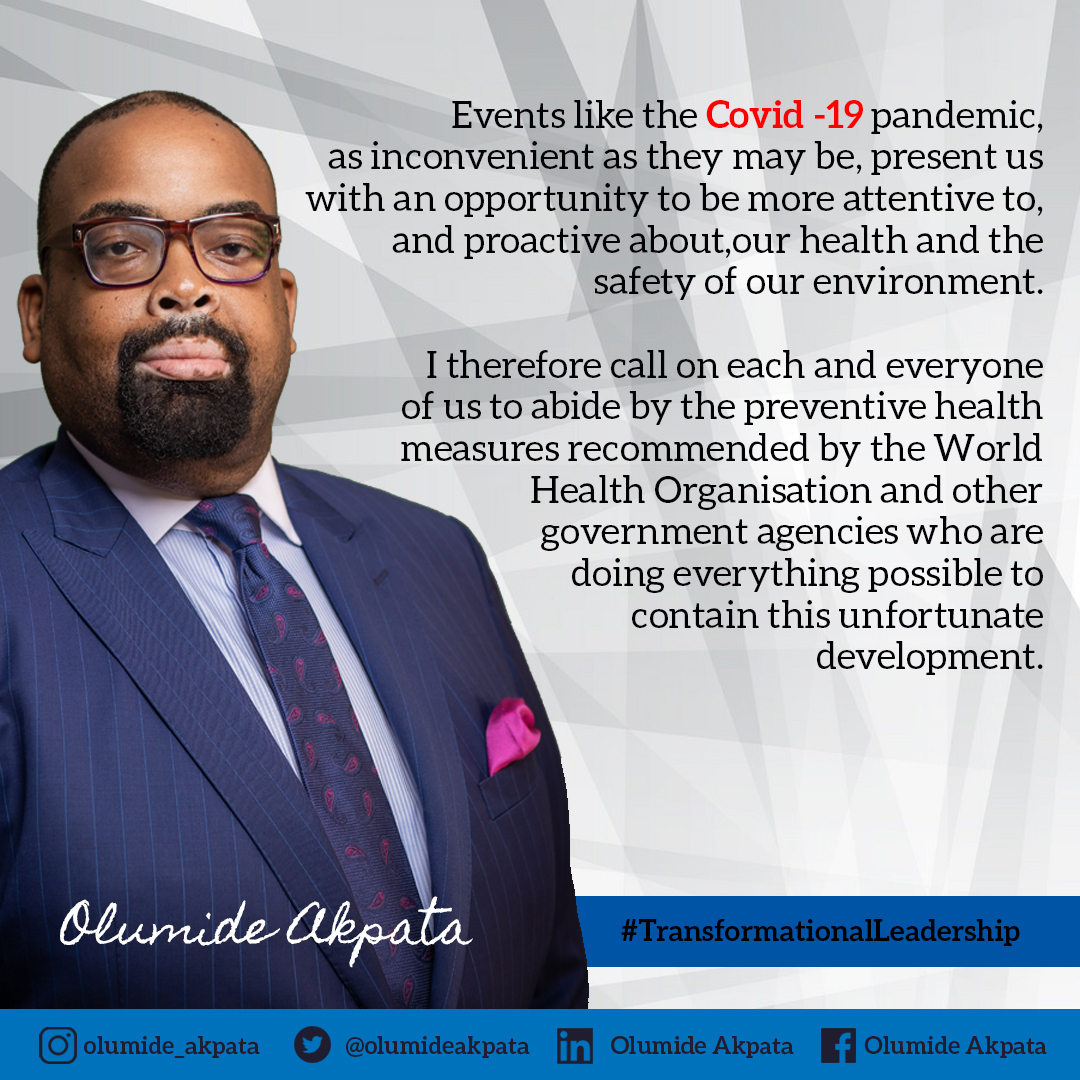 Events like the Covid -19 pandemic,
as inconvenient as they may be, present us
with an opportunity to be more attentive to,
and proactive about,our health and the
safety of our environment.
I therefore call on each and everyone
of us to abide by the preventive health
measures recommended by the World
Health Organisation and other
government agencies who are
doing everything possible to
contain this unfortunate
development.
Olumide Akpata
#TransformationalLeadership
olumide_akpata @olumideakpata in Olumide Akpata f Olumide Akpata